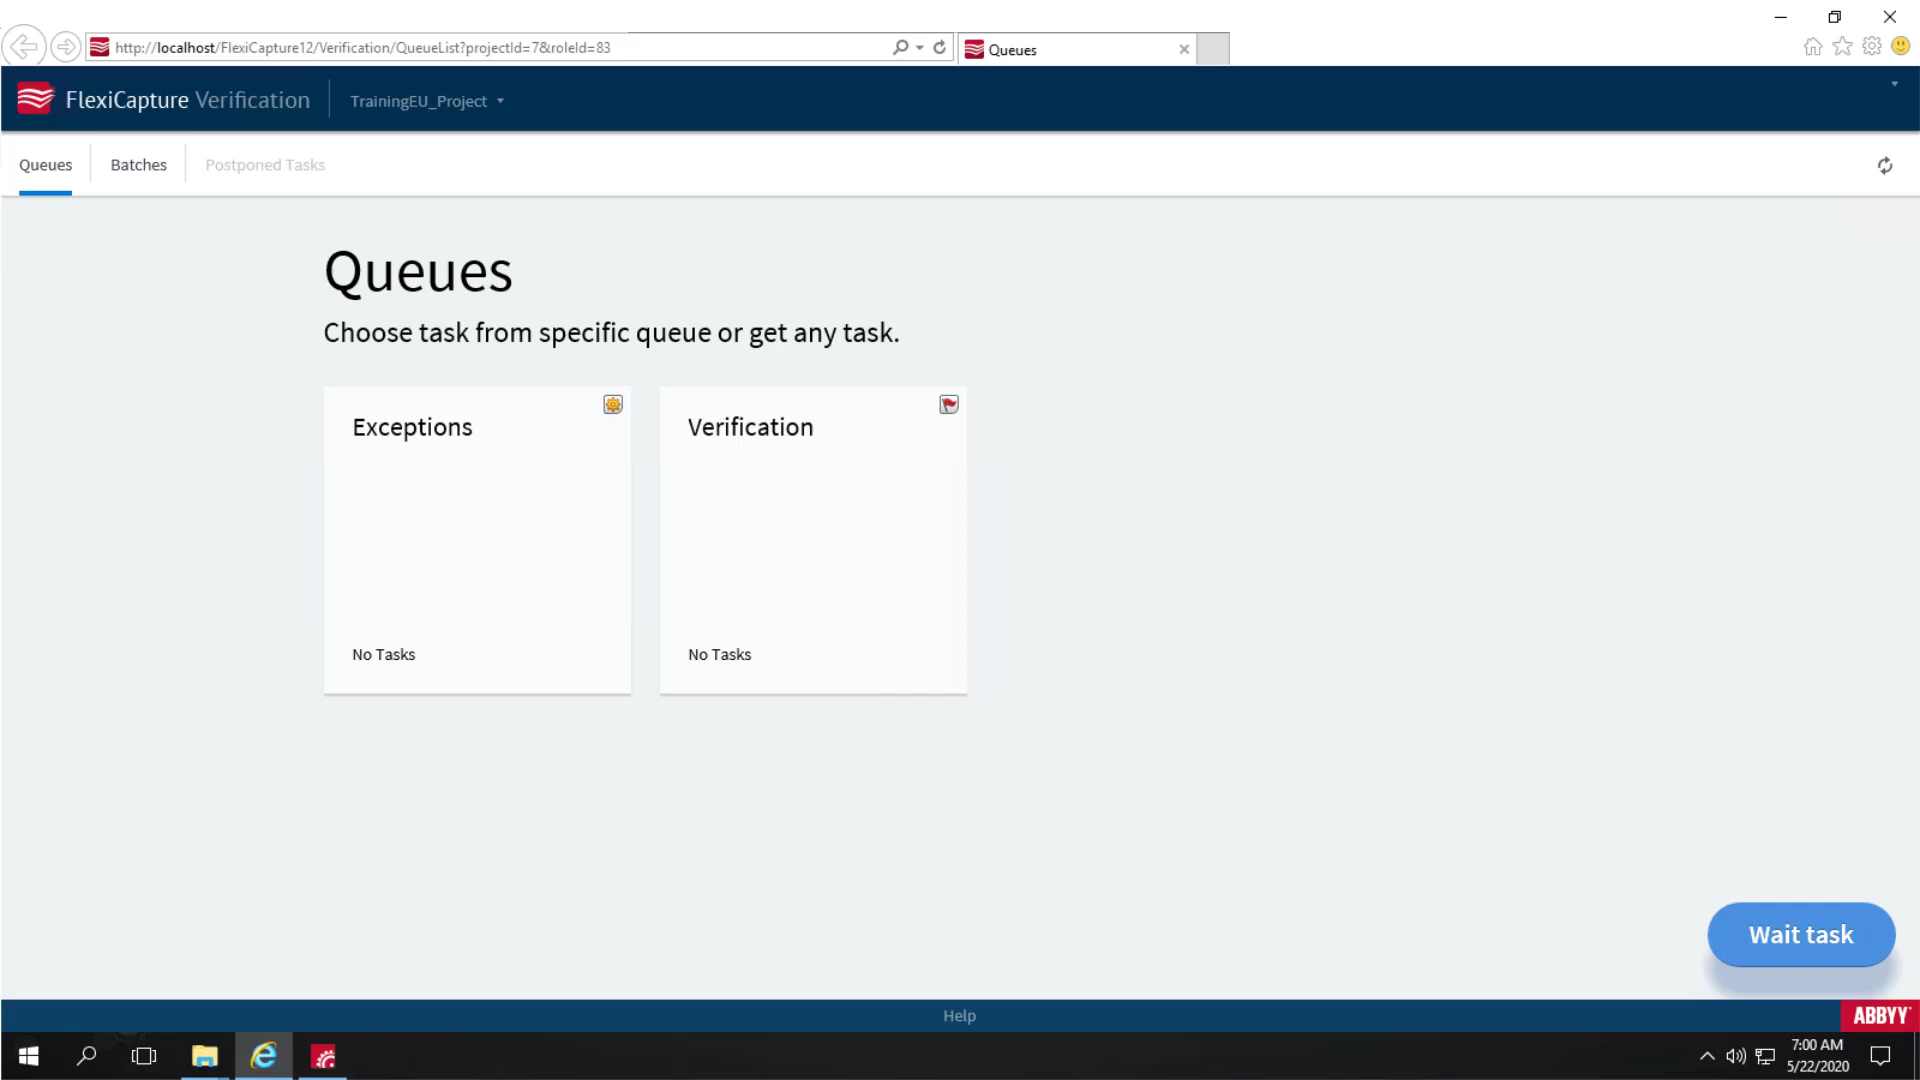 http://localhost/FlexiCapture12/Verification/QueueList?projectId=7&roleId=83
Queues
FlexiCapture Verification
TrainingEU_Project
Queues
Batches
Postponed Tasks
Queues
Choose task from specific queue or get any task.
Exceptions
No Tasks
Verification
No Tasks
Wait task
Help
ABBYY
7:00 AM
5/22/2020